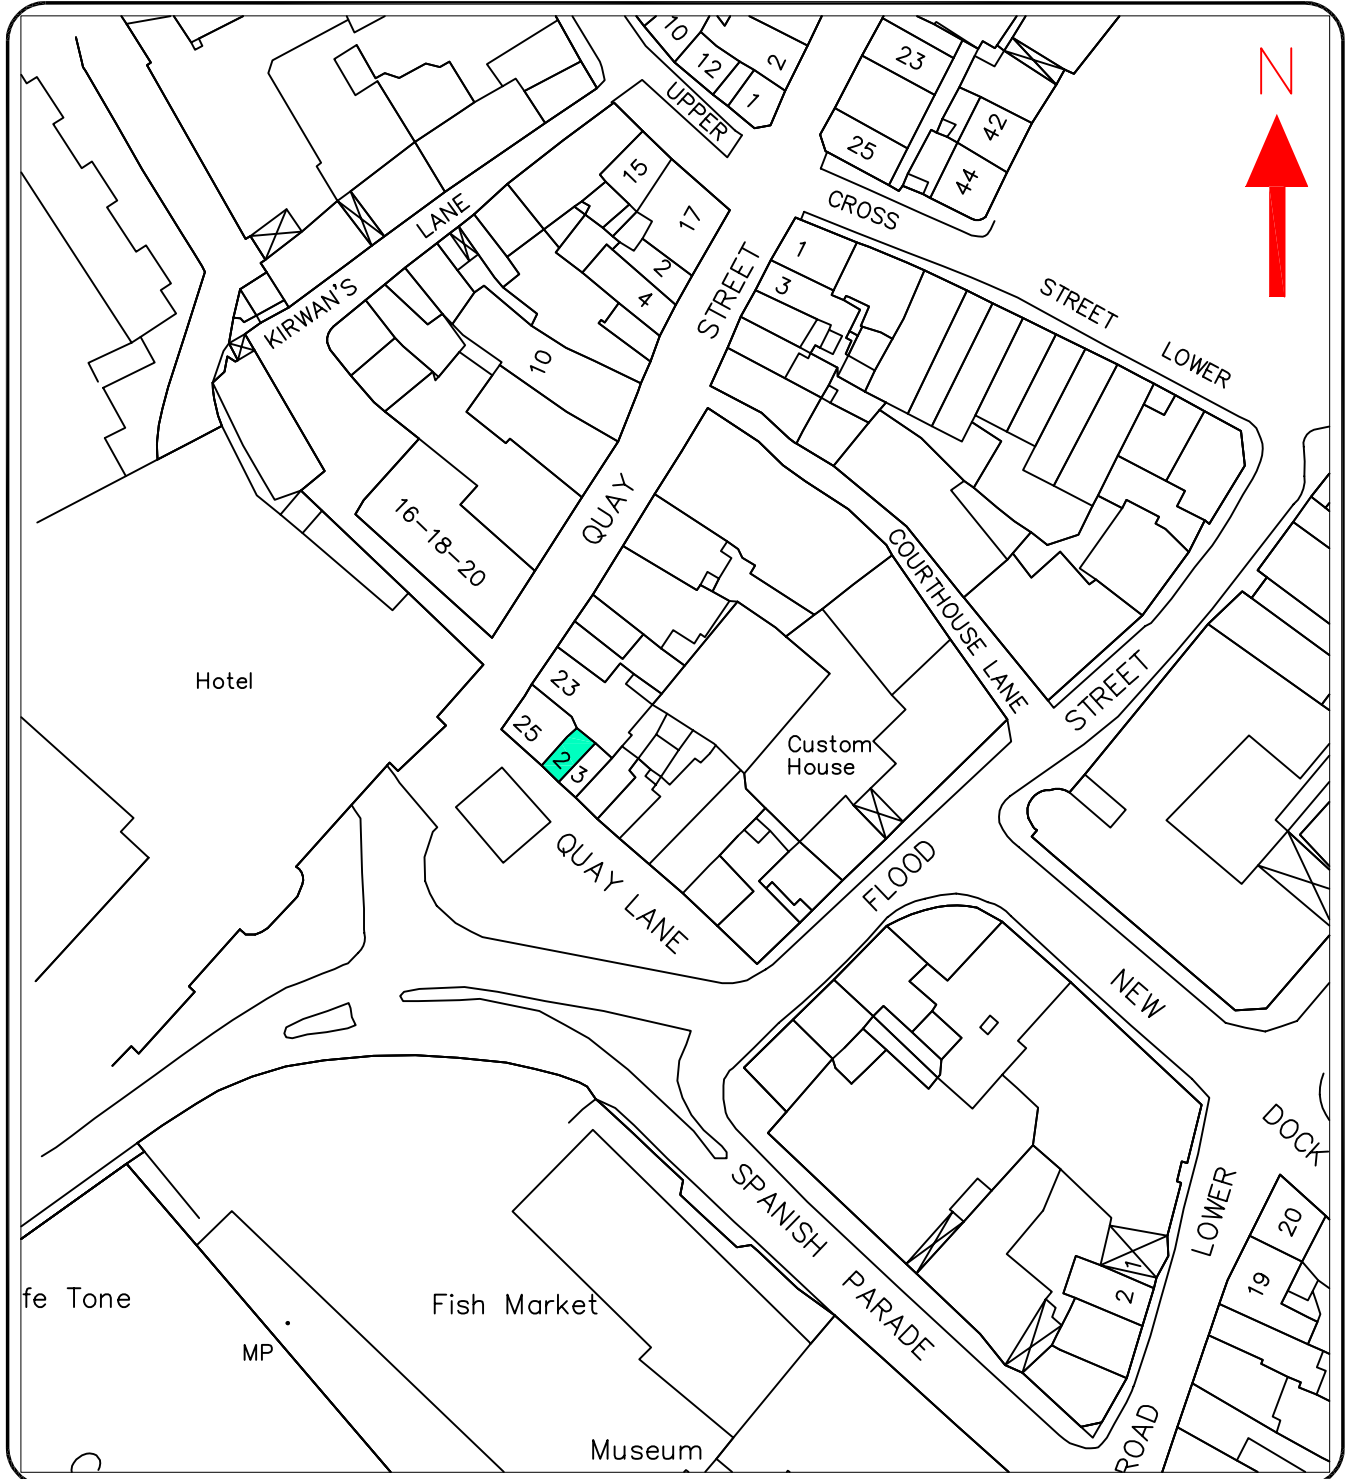 N
10
12
2
1
UPPER
23
25
42
44
CROSS
15
17
2
4
LANE
KIRWAN'S
STREET
1
3
STREET
LOWER
10
QUAY
16-18-20
COURTHOUSE LANE
STREET
Hotel
23
25
2
3
Custom
House
QUAY LANE
FLOOD
NEW
DOCK
SPANISH PARADE
LOWER
20
19
1
2
fe Tone
Fish Market
MP
Museum
ROAD